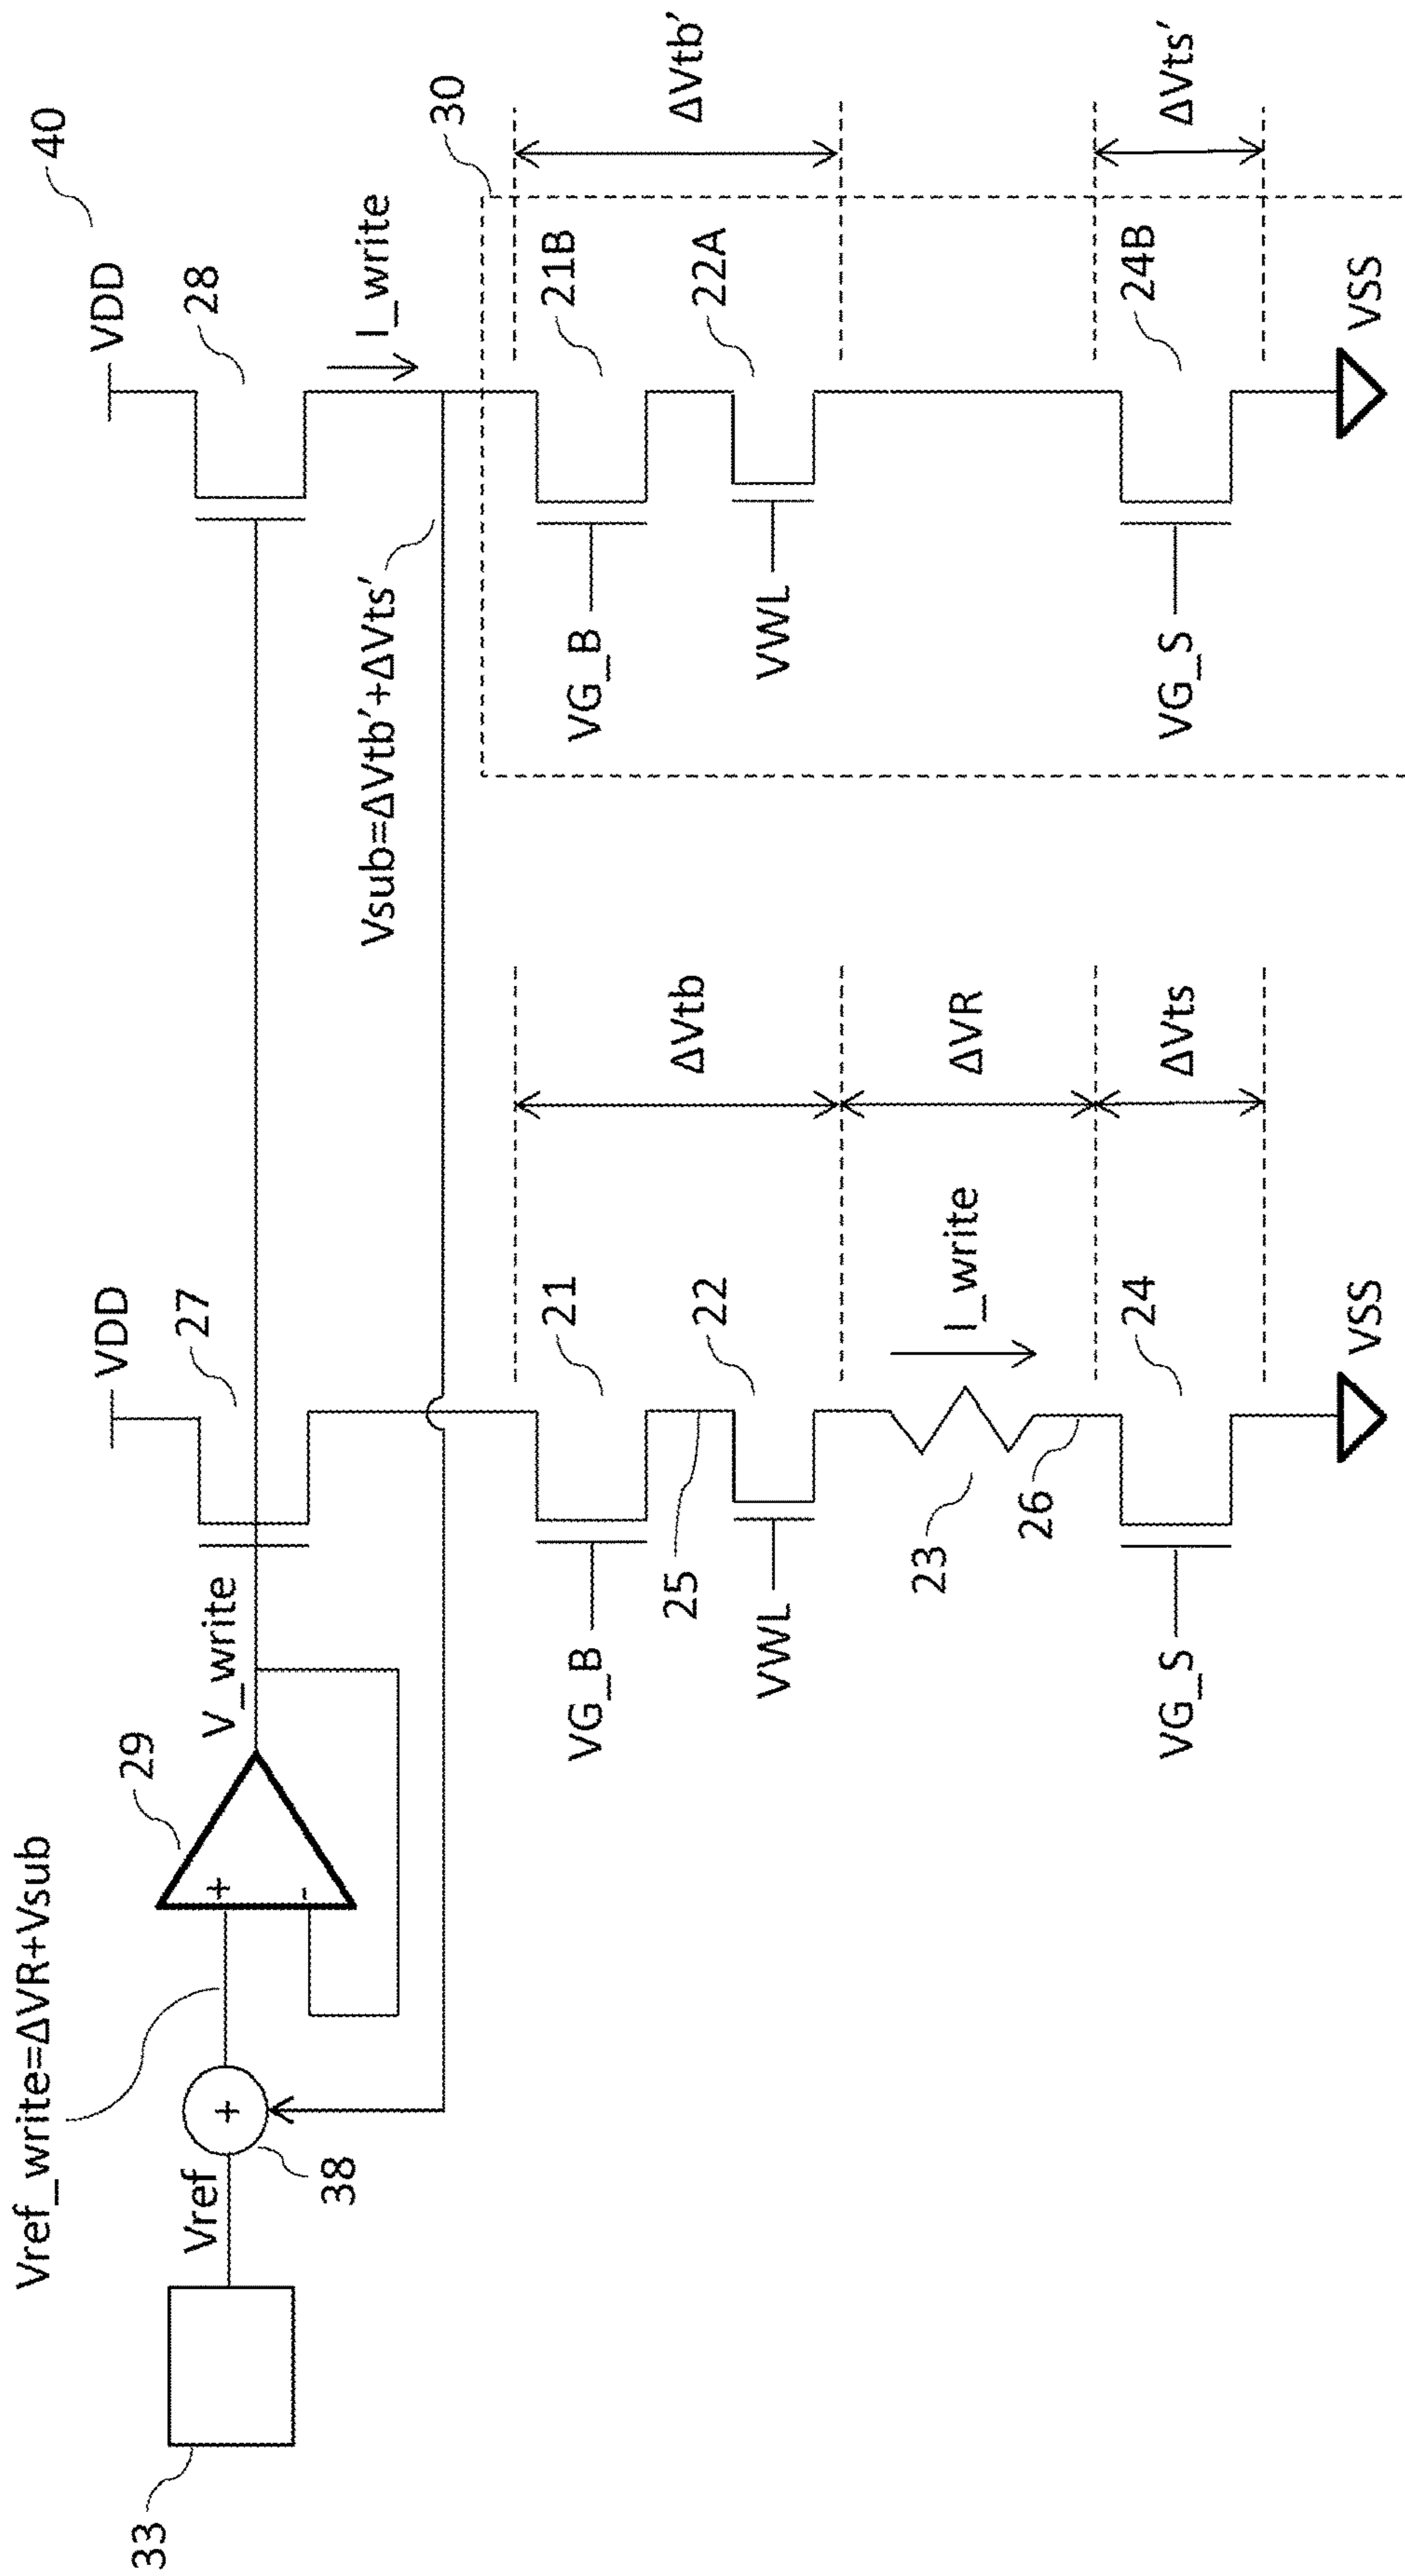 40
VDD
VDD
28
27
I_write
V_write
29
Vref_write=ΔVR+Vsub
+
-
+
Vref
38
33
Vsub=ΔVtb'+ΔVts'
30
21B
22A
24B
ΔVtb'
ΔVts'
VG_B
VWL
VG_S
VSS
21
22
25
I_write
23
26
24
ΔVtb
ΔVR
ΔVts
VG_B
VWL
VG_S
VSS